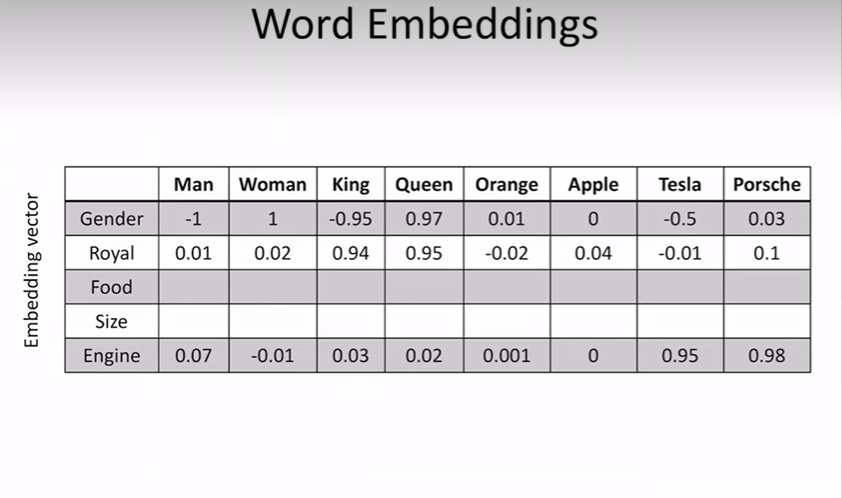 Word Embeddings
Embedding vector
Man Woman King Queen Orange Apple Tesla Porsche
Gender -1 1 -0.95 0.97 0.01 0 -0.5 0.03
Royal 0.01 0.02 0.94 0.95 -0.02 0.04 -0.01 0.1
Food
Size
Engine 0.07 -0.01 0.03 0.02 0.001 0 0.95 0.98